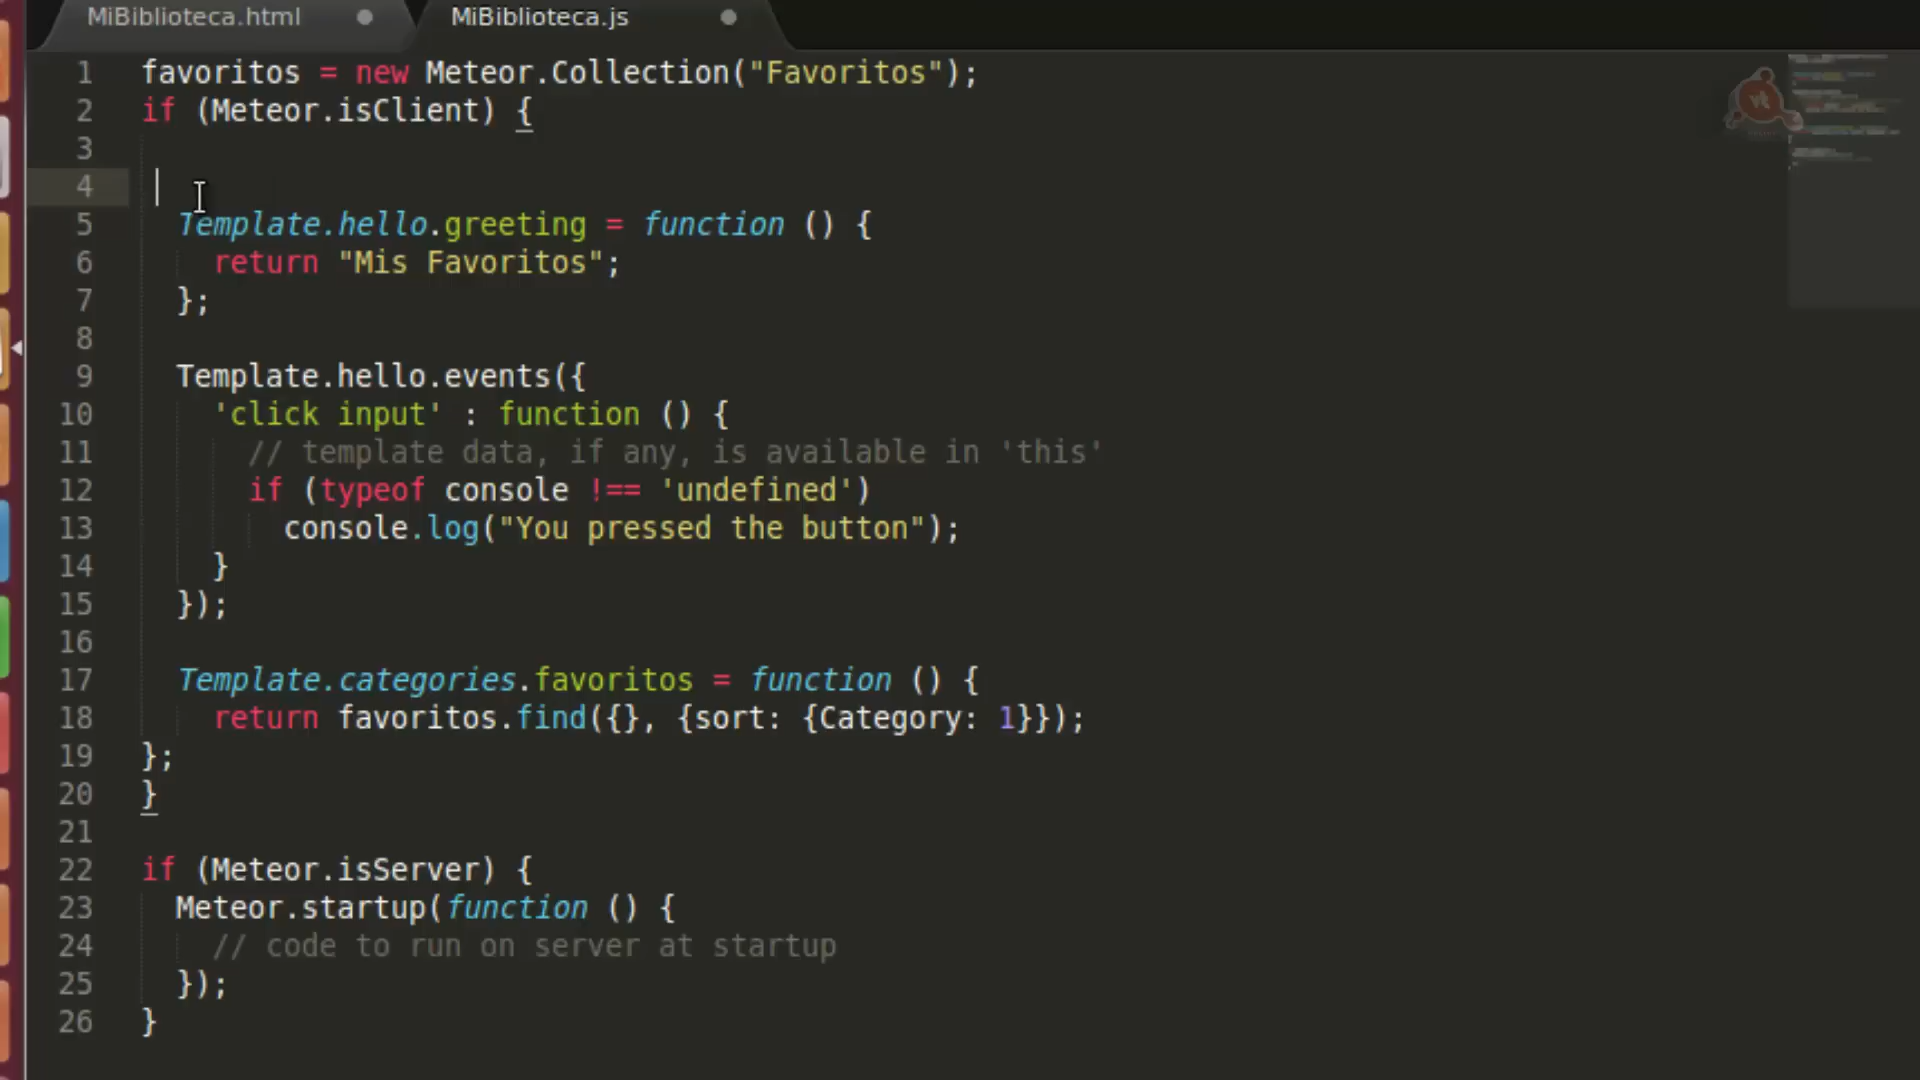 MiBiblioteca.html MiBiblioteca.js
1 favoritos = new Meteor.Collection("Favoritos");
2 if (Meteor.isClient) {
3
4
5 Template.hello.greeting = function () {
6 return "Mis Favoritos";
7 };
8
9 Template.hello.events({
10 'click input' : function () {
11 // template data, if any, is available in 'this'
12 if (typeof console !== 'undefined')
13 console.log("You pressed the button");
14 }
15 });
16
17 Template.categories.favoritos = function () {
18 return favoritos.find({}, {sort: {Category: 1}});
19 };
20 }
21
22 if (Meteor.isServer) {
23 Meteor.startup(function () {
24 // code to run on server at startup
25 });
26 }
vt